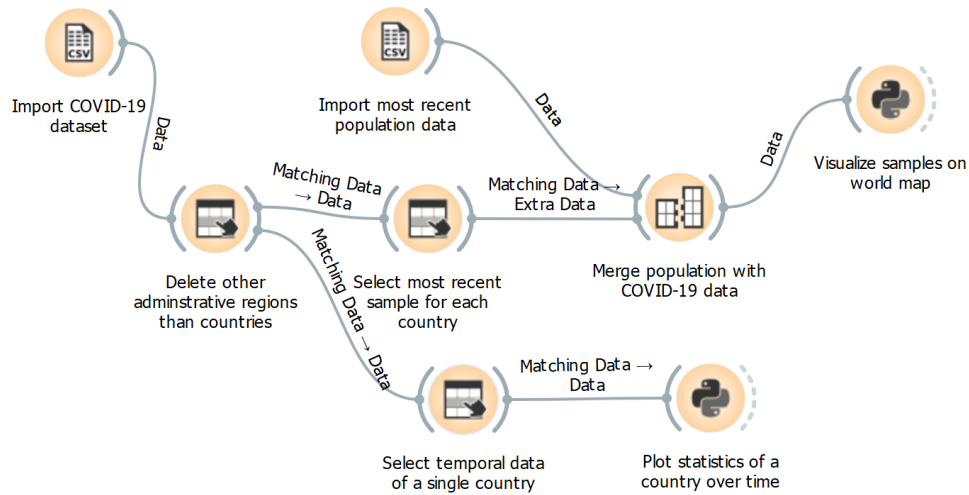 CSV
Import COVID-19
dataset
CSV
Import most recent
population data
Data
Data
Data
Visualize samples on
world map
Matching Data
→ Data
Matching Data →
Extra Data
Delete other
adminstrative regions
than countries
Select most recent
sample for each
country
Merge population with
COVID-19 data
Matching Data → Data
Matching Data →
Data
Select temporal data
of a single country
Plot statistics of a
country over time